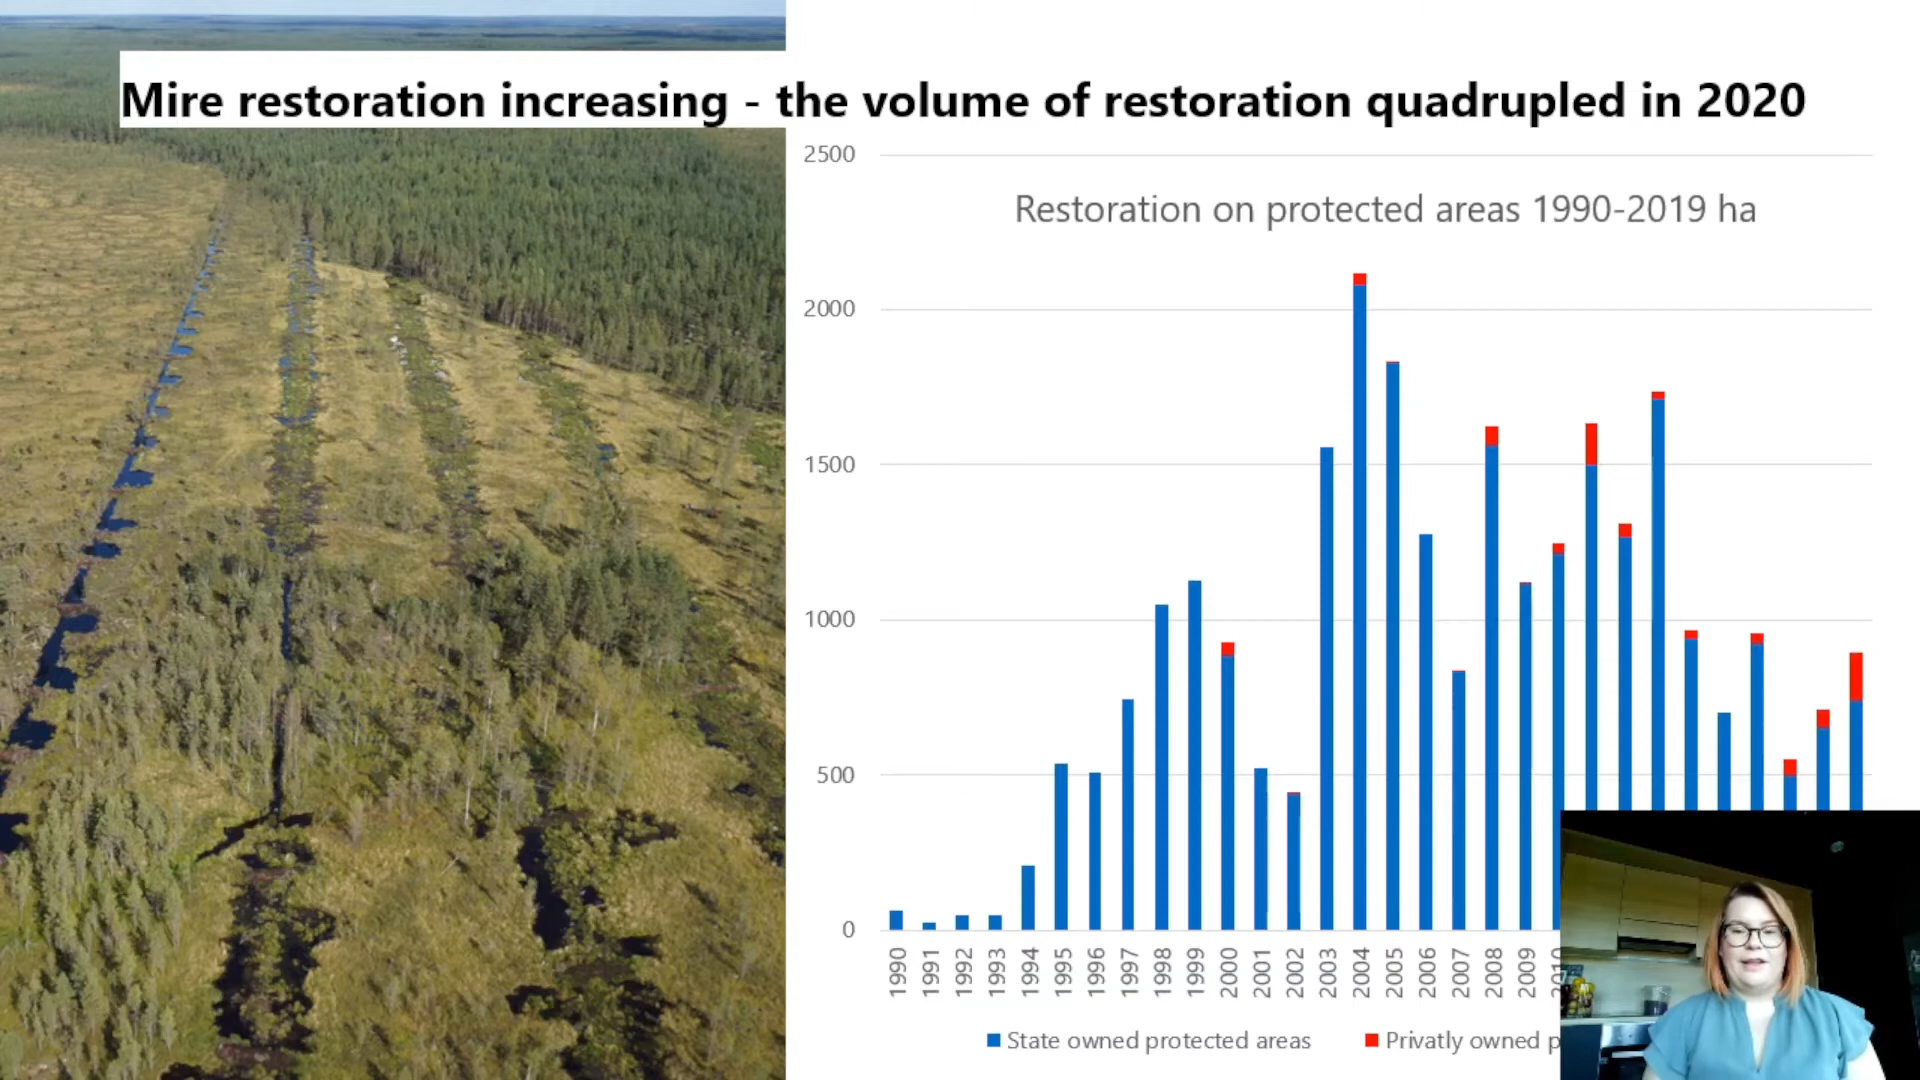 Mire restoration increasing - the volume of restoration quadrupled in 2020
Restoration on protected areas 1990-2019 ha
2500
2000
1500
1000
500
0
1990 1991 1992 1993 1994 1995 1996 1997 1998 1999 2000 2001 2002 2003 2004 2005 2006 2007 2008 2009
State owned protected areas
Privatly owned